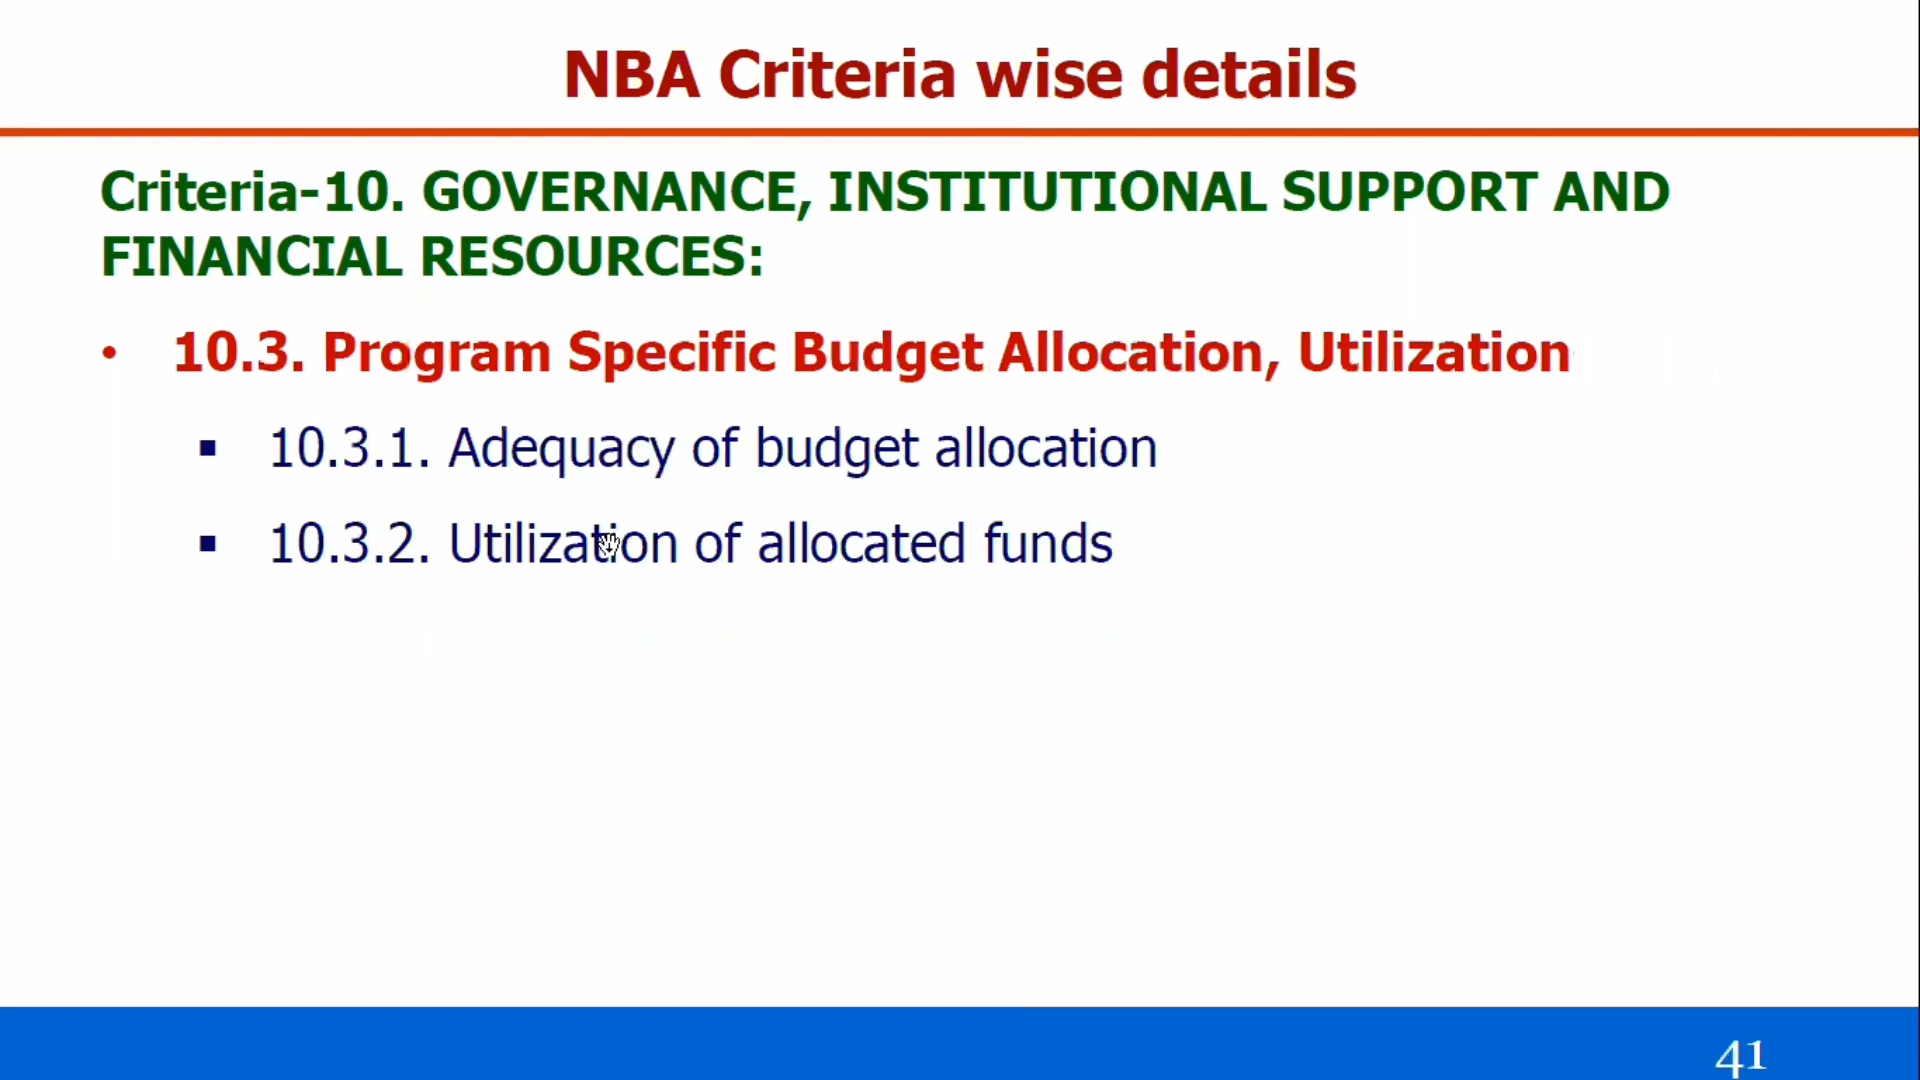 NBA Criteria wise details
Criteria-10. GOVERNANCE, INSTITUTIONAL SUPPORT AND
FINANCIAL RESOURCES:
• 10.3. Program Specific Budget Allocation, Utilization
▪ 10.3.1. Adequacy of budget allocation
▪ 10.3.2. Utilization of allocated funds
41